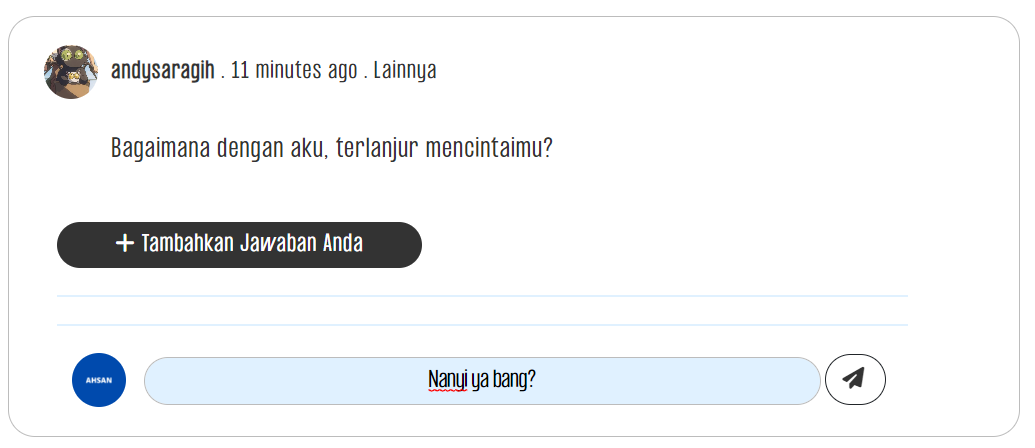 andysaragih . 11 minutes ago . Lainnya
Bagaimana dengan aku, terlanjur mencintaimu?
+ Tambahkan Jawaban Anda
AHSAN
Nanyi ya bang?